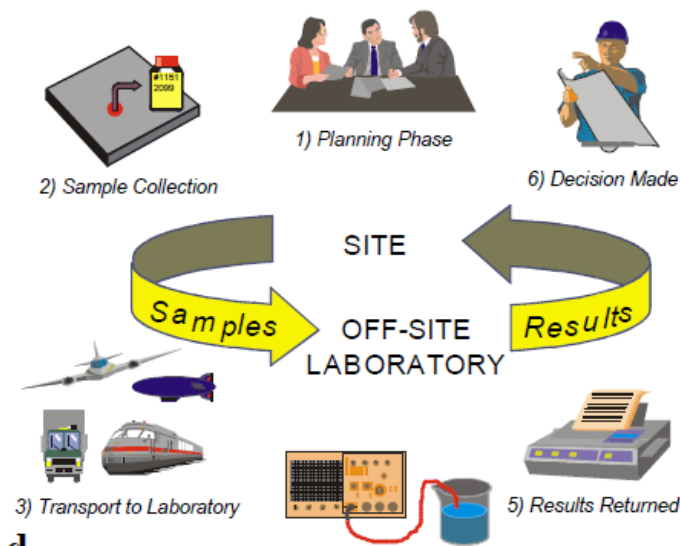 #1151
2099
1) Planning Phase
2) Sample Collection
6) Decision Made
SITE
Samples
OFF-SITE
LABORATORY
Results
3) Transport to Laboratory
5) Results Returned
d